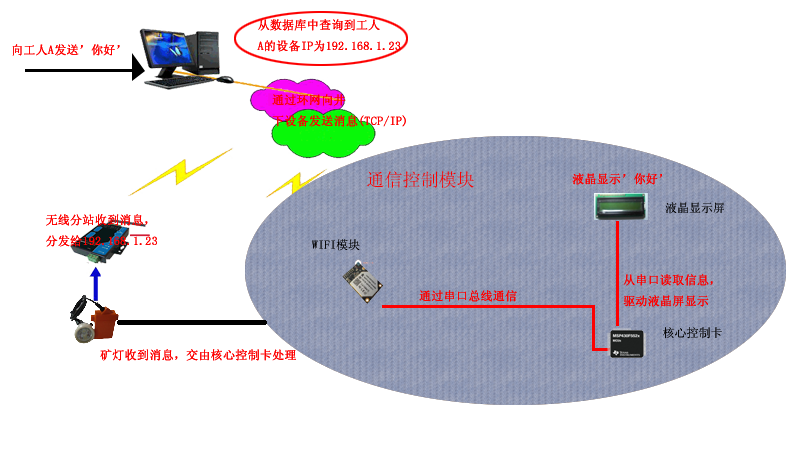 从数据库中查询到工人
A的设备IP为192.168.1.23
向工人A发送’你好’
通过环网向井
下设备发送消息(TCP/IP)
通信控制模块
液晶显示’你好’
液晶显示屏
无线分站收到消息，
分发给192.168.1.23
WIFI模块
从串口读取信息，
驱动液晶屏显示
通过串口总线通信
核心控制卡
矿灯收到消息，交由核心控制卡处理